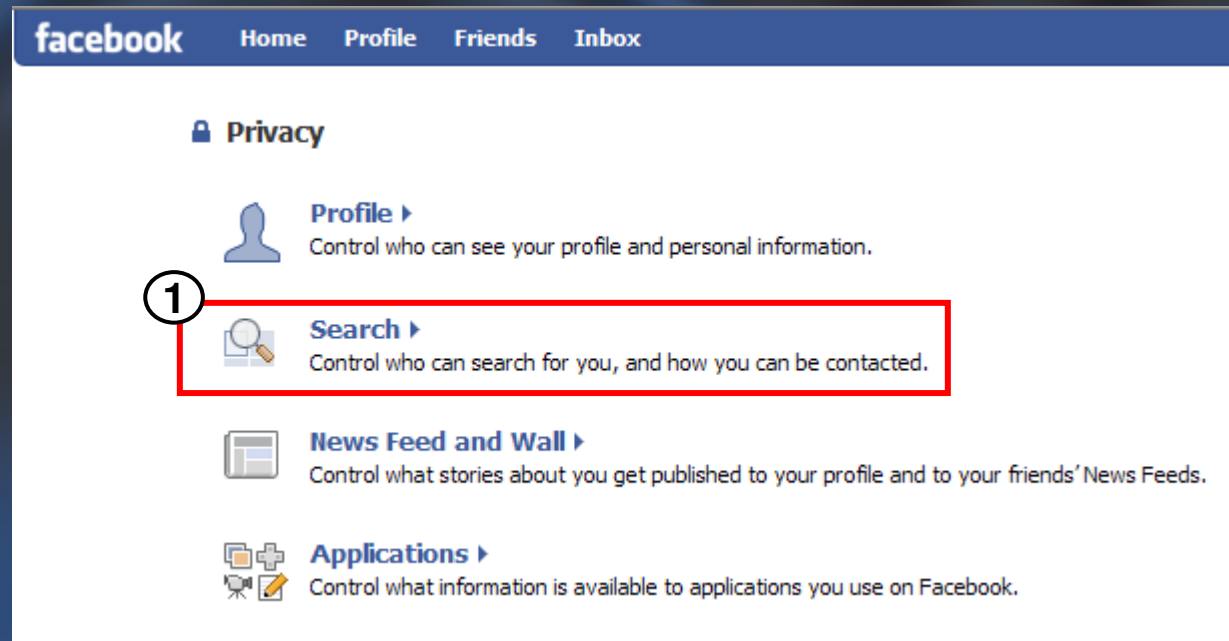 facebook Home Profile Friends Inbox
Privacy
Profile
Control who can see your profile and personal information.
1
Search
Control who can search for you, and how you can be contacted.
News Feed and Wall
Control what stories about you get published to your profile and to your friends' News Feeds.
Applications
Control what information is available to applications you use on Facebook.